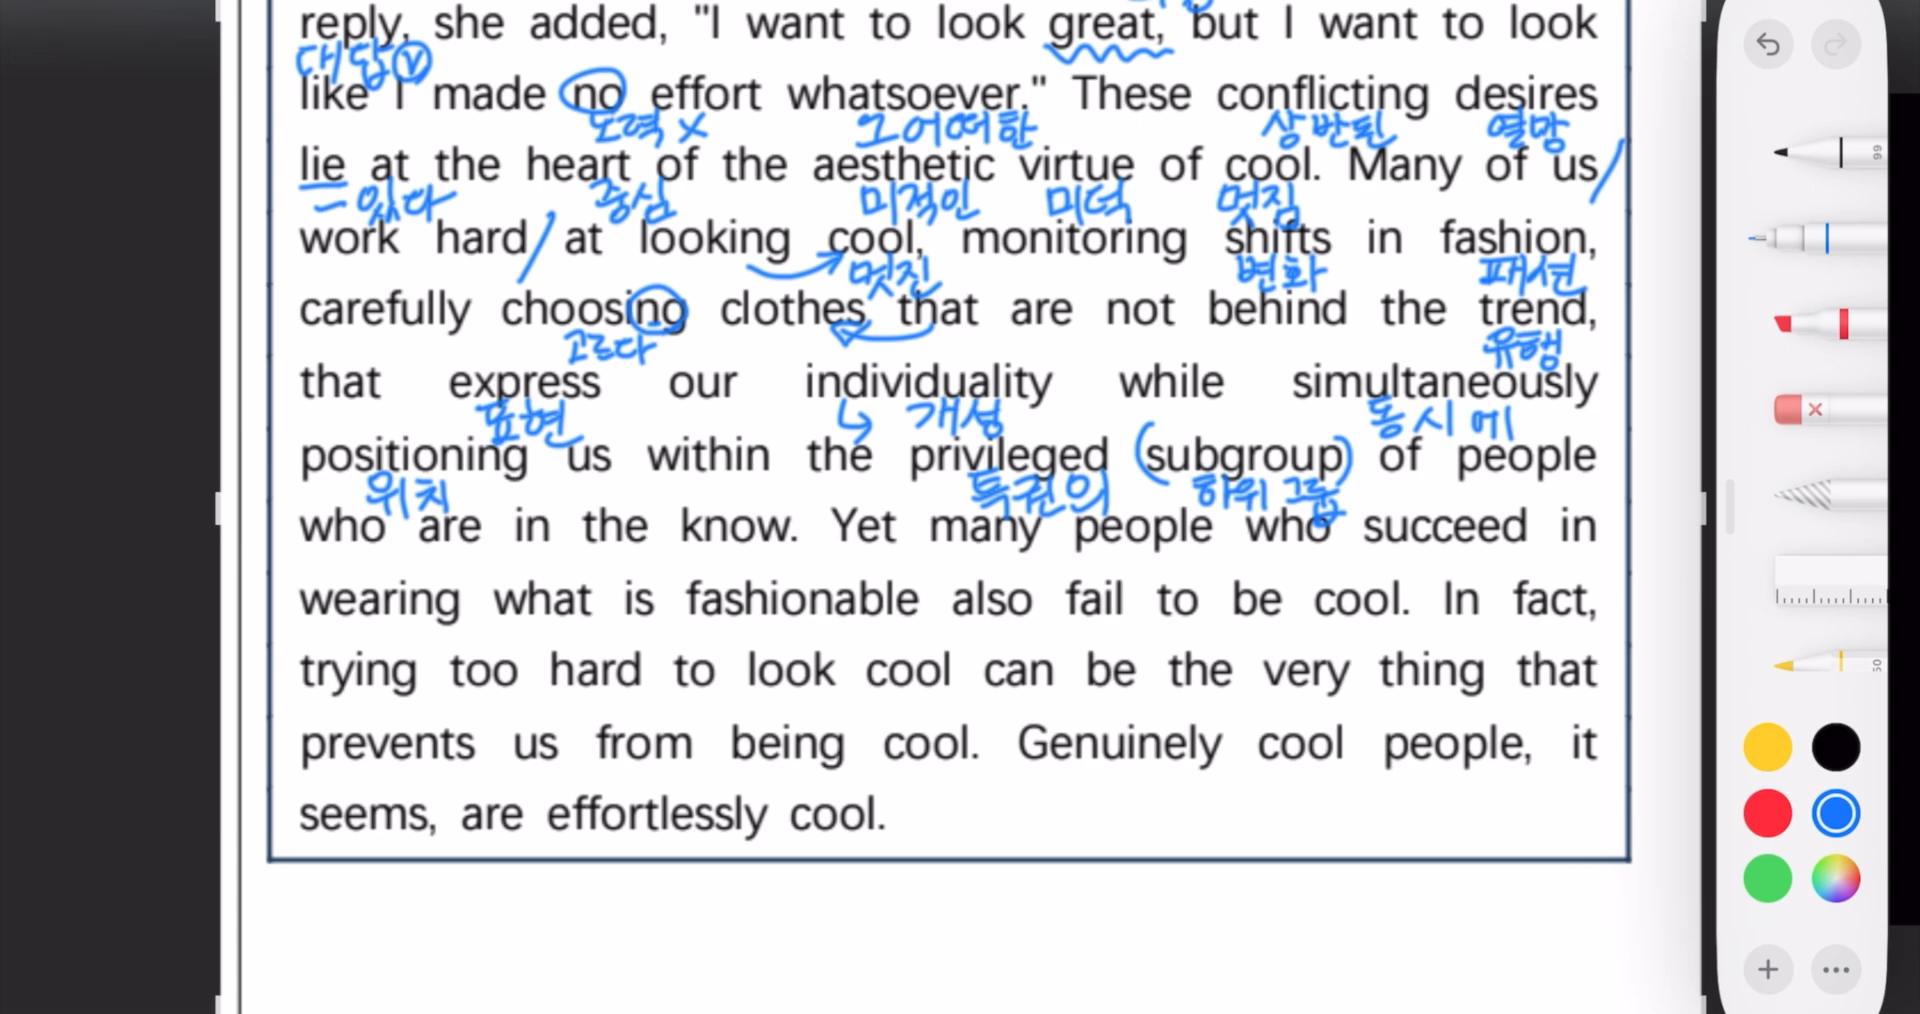 reply, she added, "I want to look great, but I want to look
대답 ⓥ
like I made no effort whatsoever." These conflicting desires
노력 x 그 어떠한 상반된 열망
lie at the heart of the aesthetic virtue of cool. Many of us /
= 있다 중심 미적인 미덕 멋짐
work hard / at looking cool, monitoring shifts in fashion,
멋진 변화 패션
carefully choosing clothes that are not behind the trend,
고르다 유행
that express our individuality while simultaneously
표현 ↳ 개성 동시에
positioning us within the privileged (subgroup) of people
위치 특권의 하위 그룹
who are in the know. Yet many people who succeed in
wearing what is fashionable also fail to be cool. In fact,
trying too hard to look cool can be the very thing that
prevents us from being cool. Genuinely cool people, it
seems, are effortlessly cool.
99
50